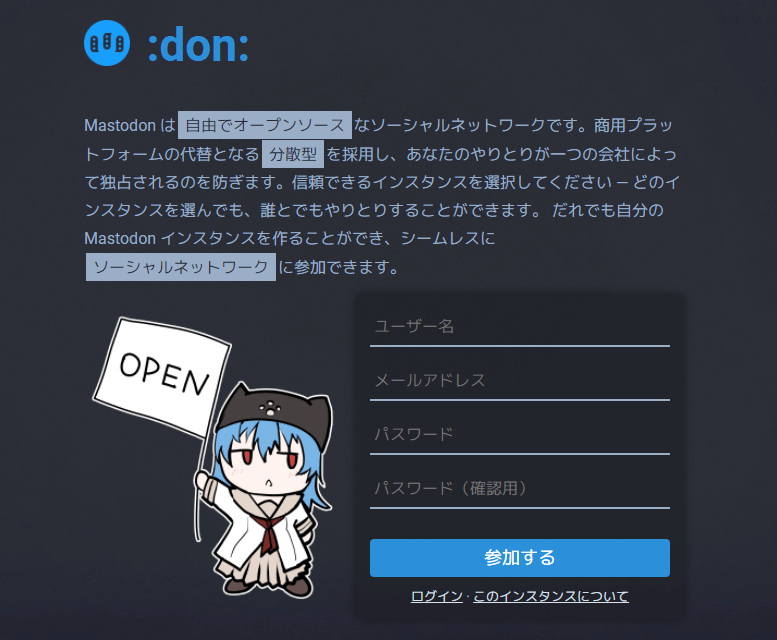 :don:
Mastodon は 自由でオープンソース なソーシャルネットワークです。商用プラッ
トフォームの代替となる 分散型 を採用し、あなたのやりとりが一つの会社によっ
て独占されるのを防ぎます。信頼できるインスタンスを選択してください — どのイ
ンスタンスを選んでも、誰とでもやりとりすることができます。 だれでも自分の
Mastodon インスタンスを作ることができ、シームレスに
ソーシャルネットワーク に参加できます。
OPEN
ユーザー名
メールアドレス
パスワード
パスワード（確認用）
参加する
ログイン · このインスタンスについて